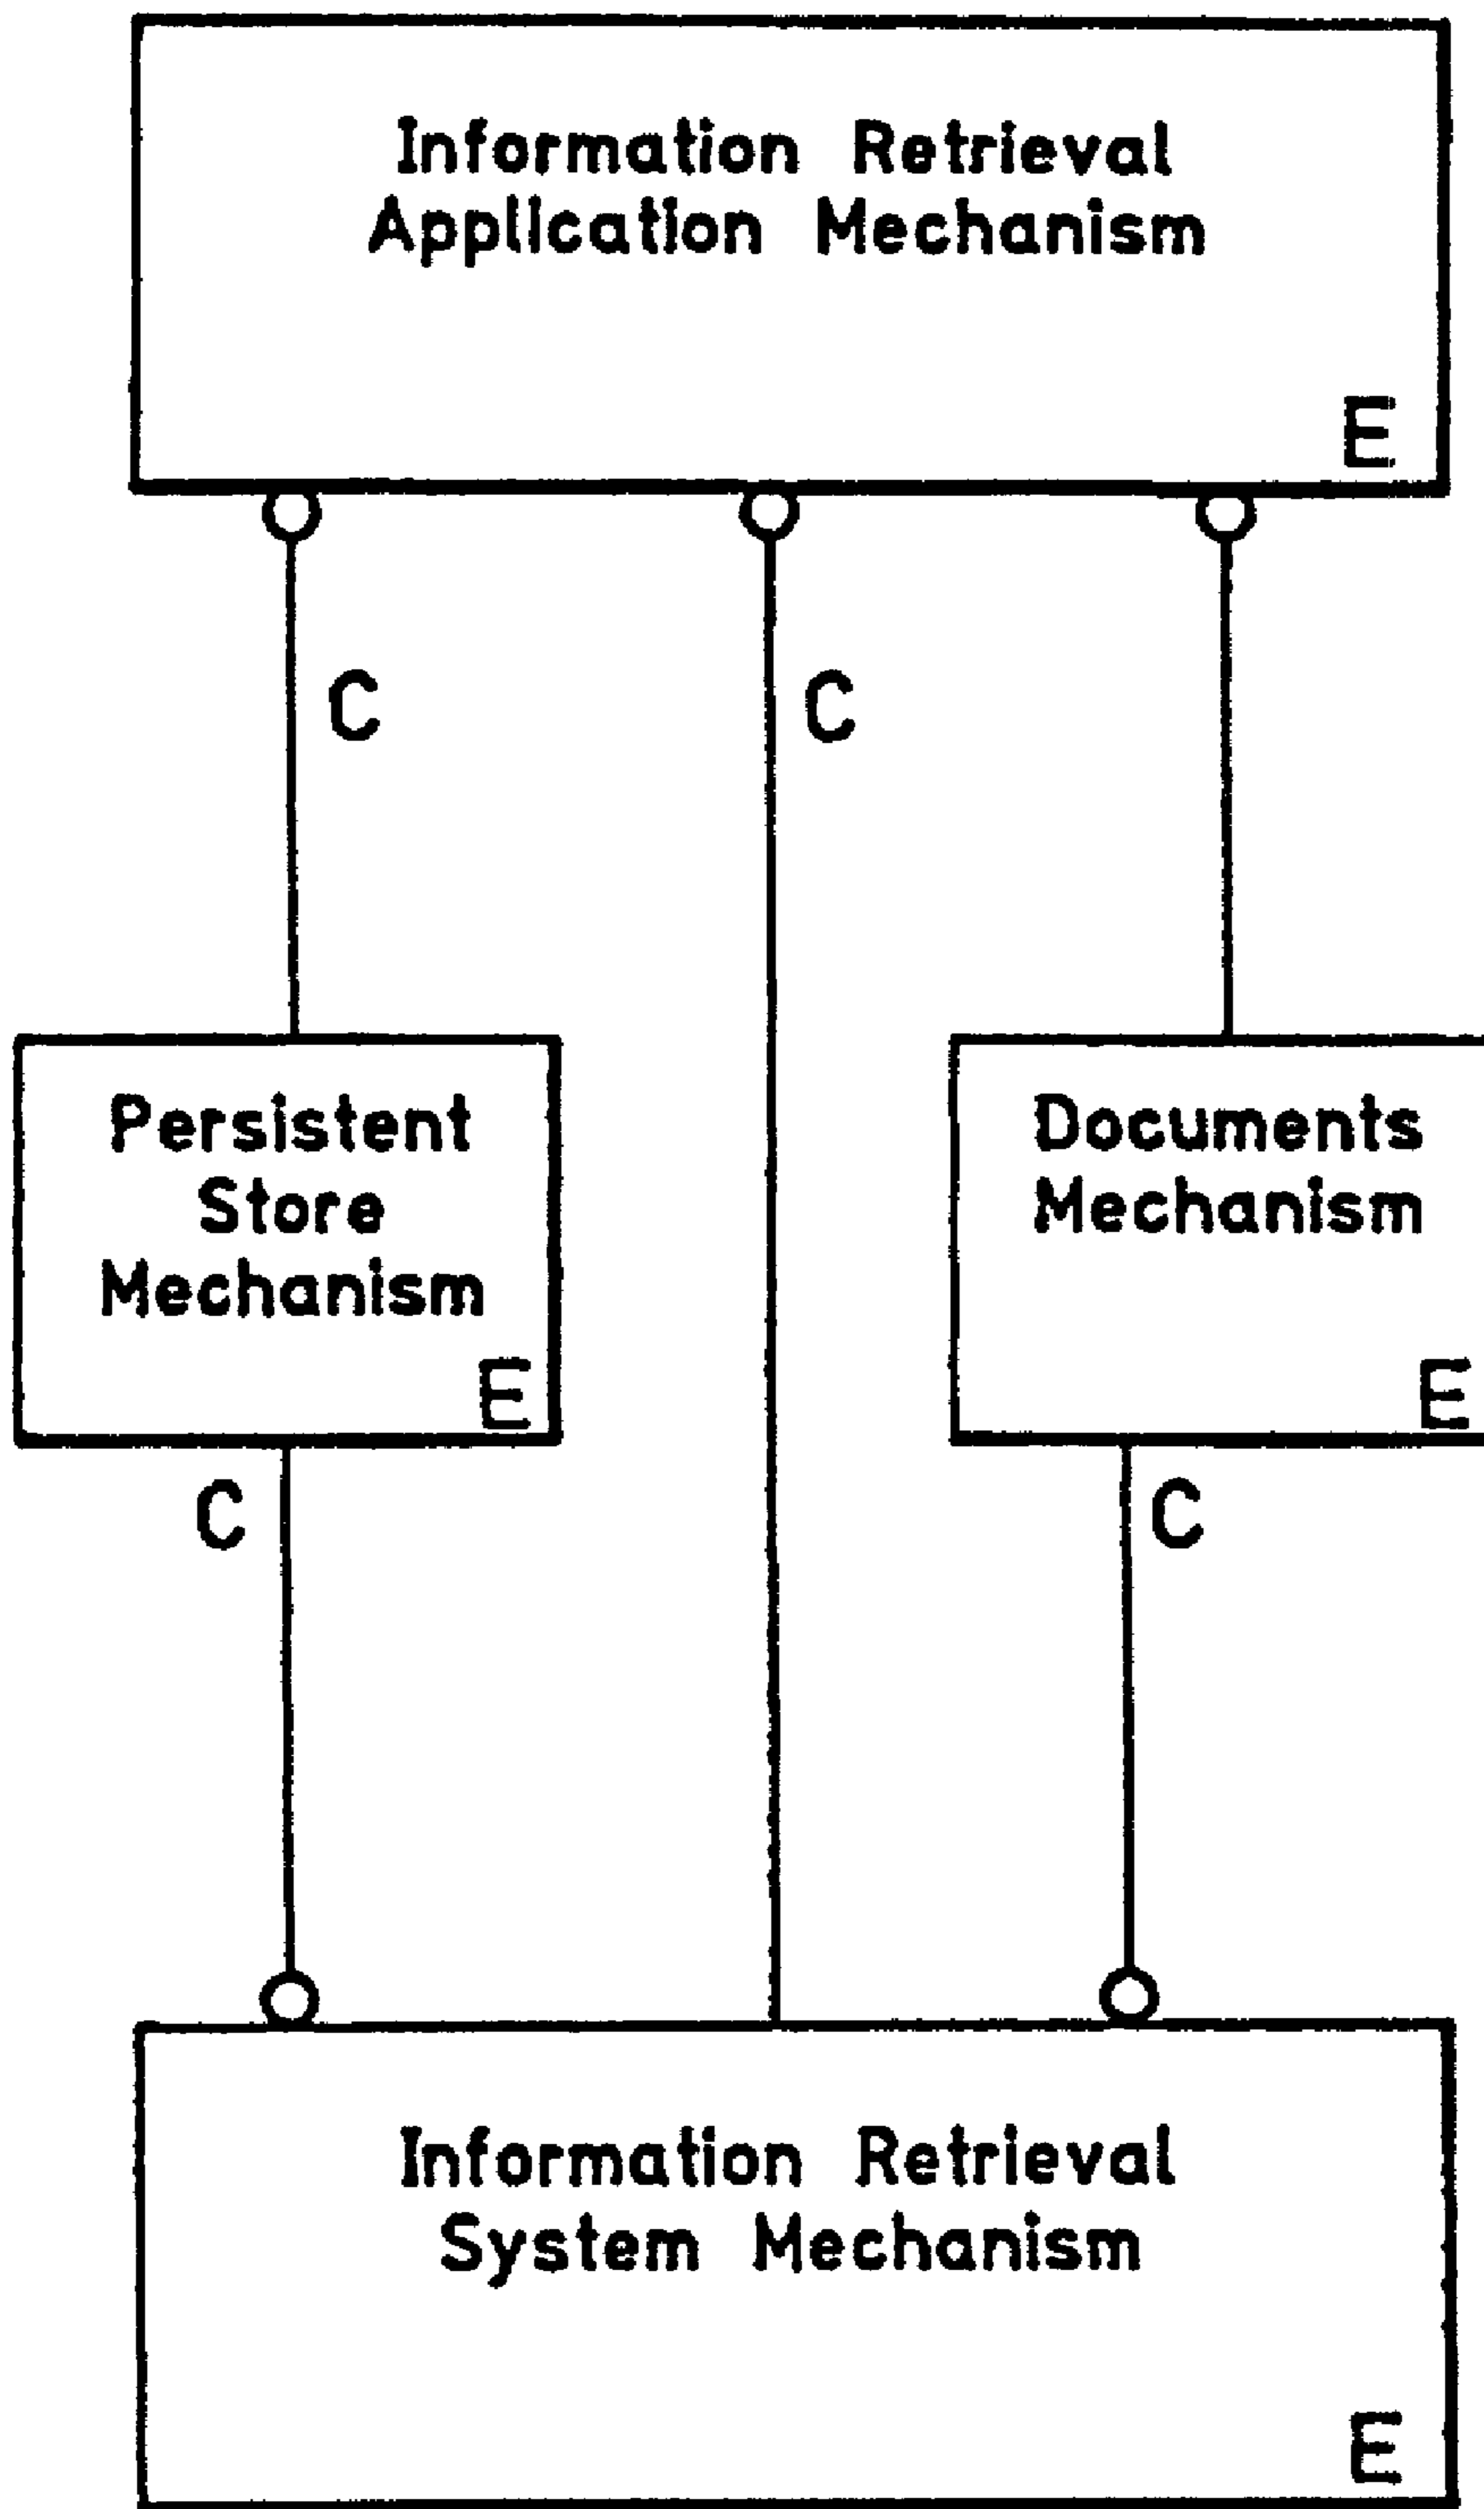 Information Retrieval
Application Mechanism
E
C
C
Persistent
Store
Mechanism
E
Documents
Mechanism
E
C
C
Information Retrieval
System Mechanism
E